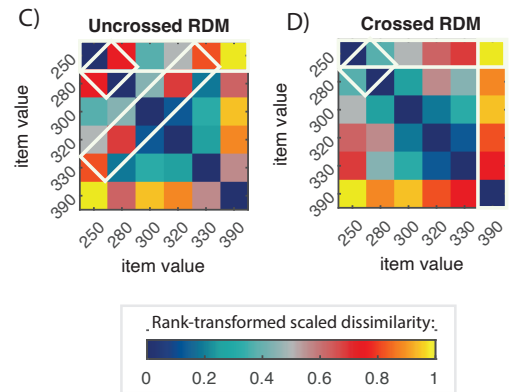 C)
Uncrossed RDM
item value
250
280
300
320
330
390
250
280
300
320
330
390
item value
D)
Crossed RDM
item value
250
280
300
320
330
390
250
280
300
320
330
390
item value
Rank-transformed scaled dissimilarity:
0 0.2 0.4 0.6 0.8 1